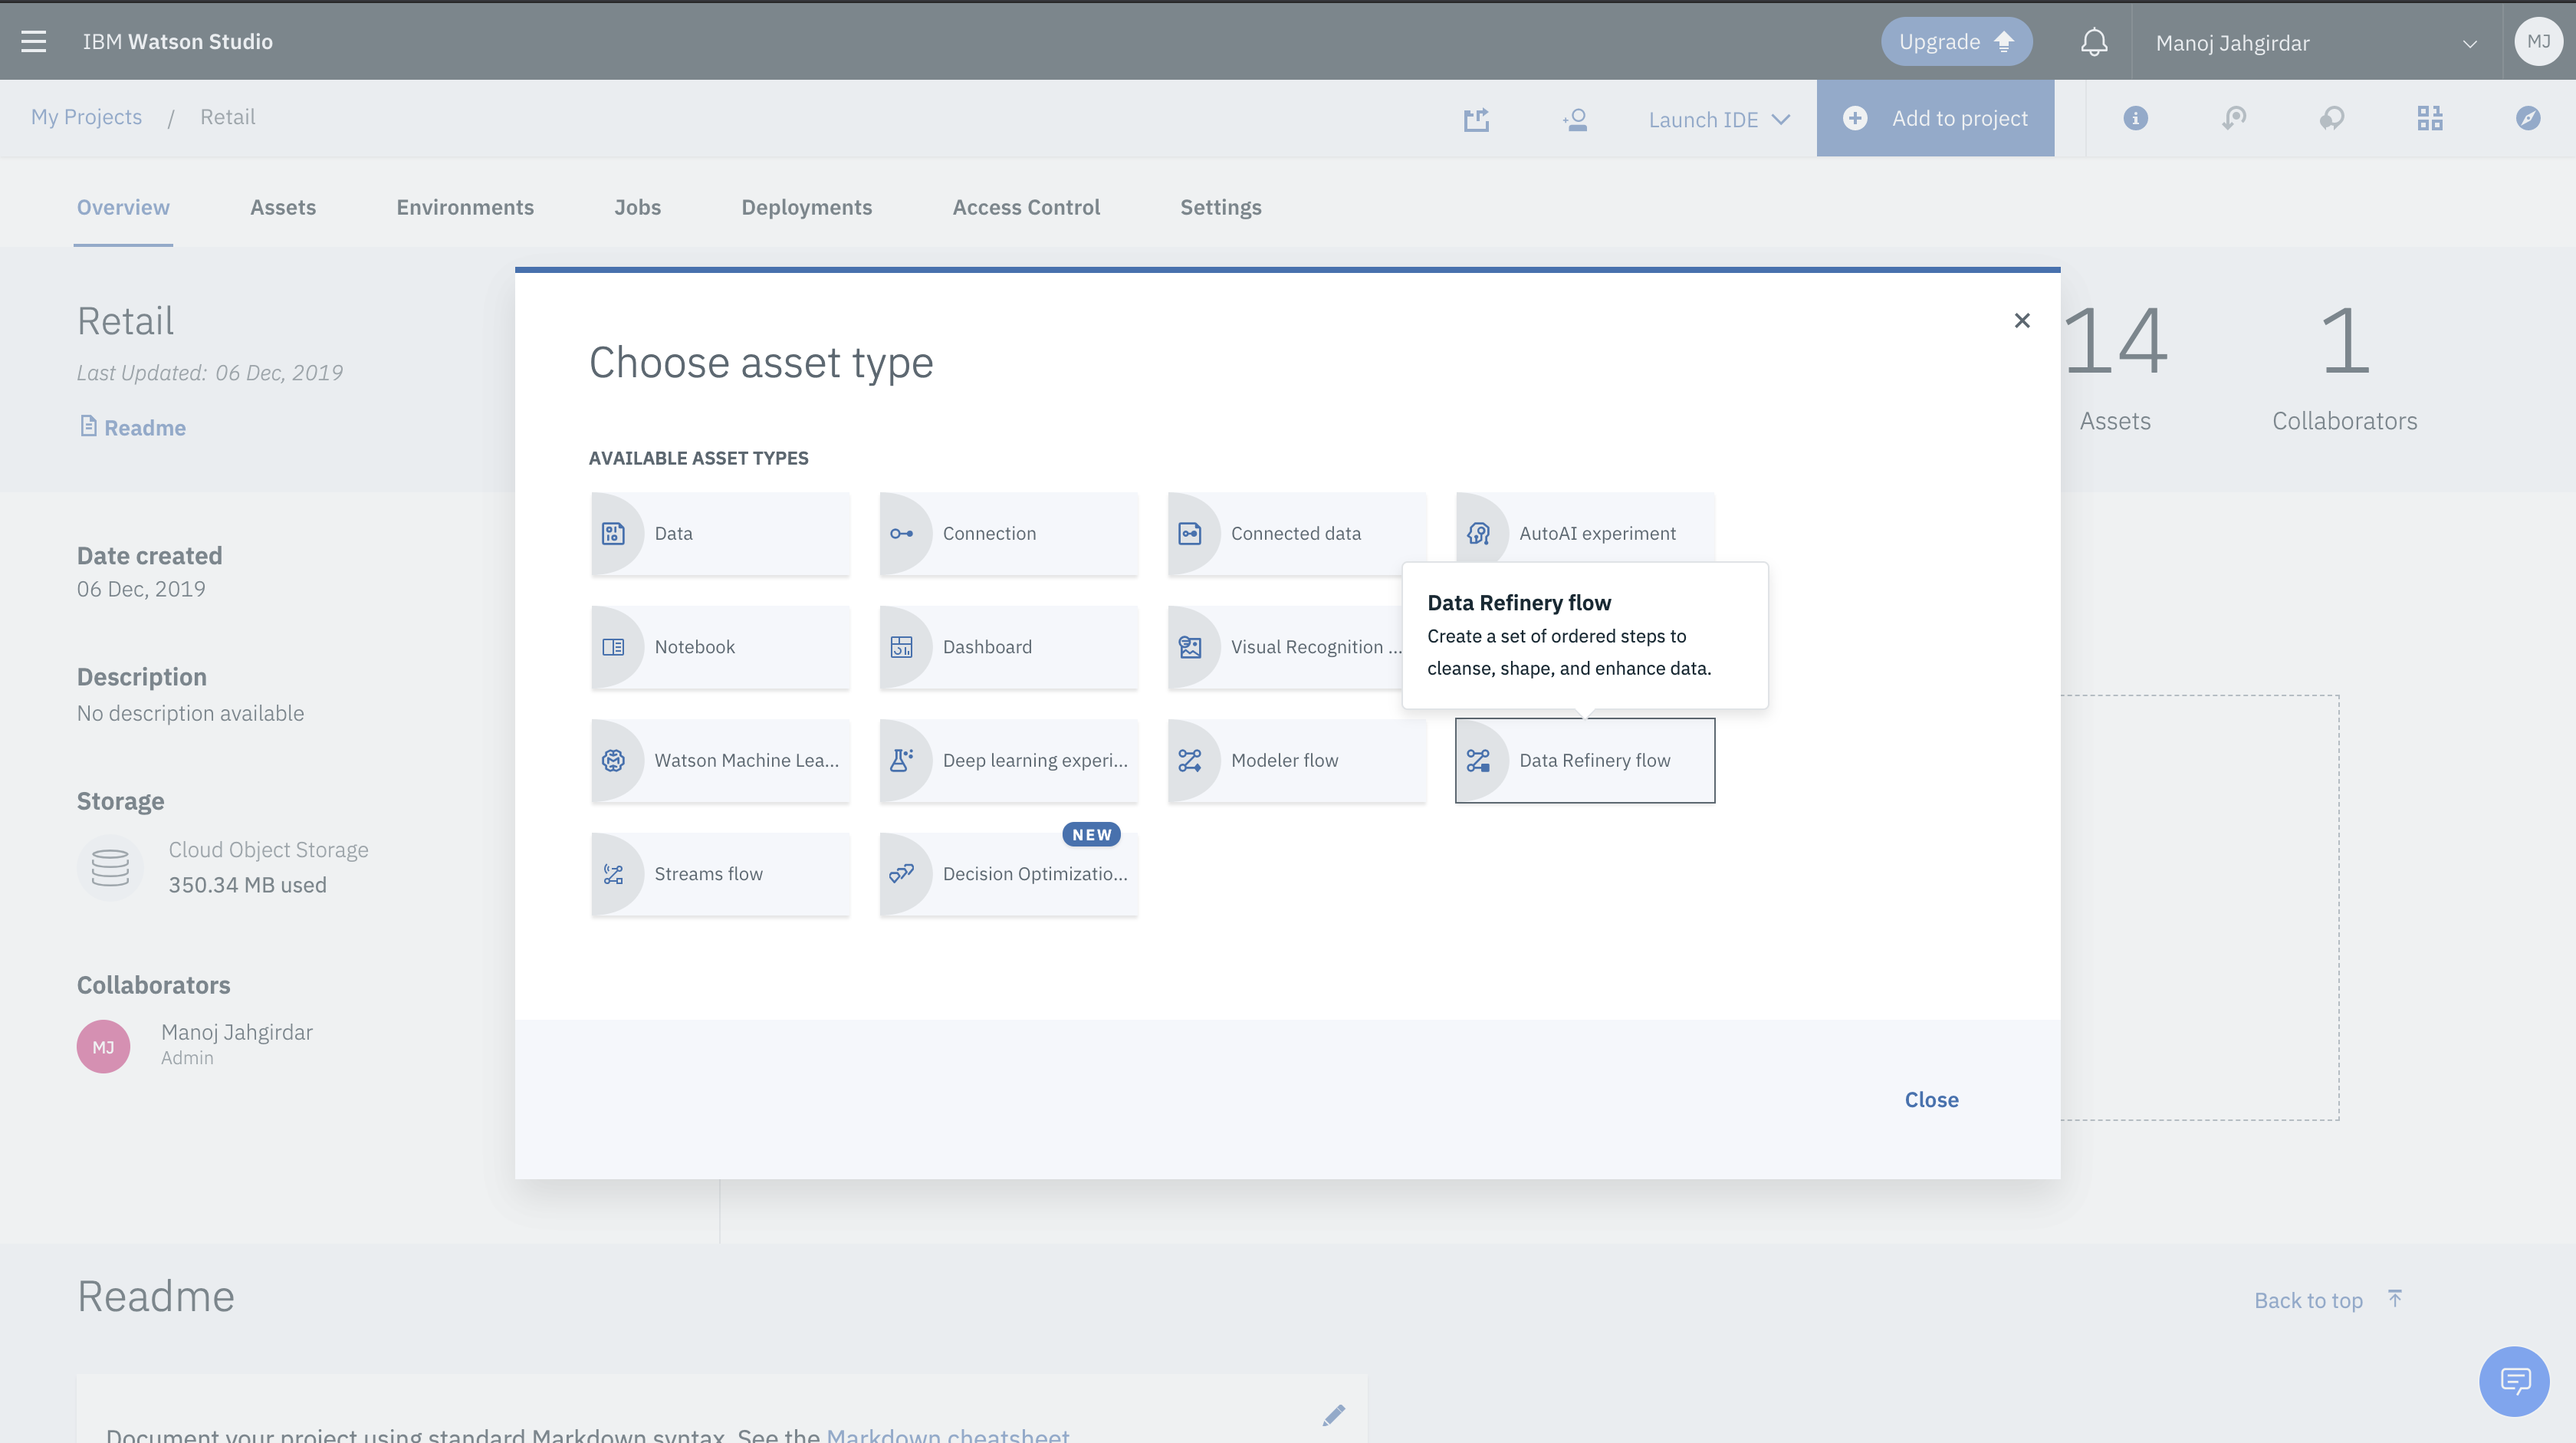 IBM Watson Studio
Upgrade
Manoj Jahgirdar
MJ
My Projects / Retail
Launch IDE
Add to project
Overview
Assets
Environments
Jobs
Deployments
Access Control
Settings
Retail
Last Updated: 06 Dec, 2019
Readme
14
Assets
1
Collaborators
Date created
06 Dec, 2019
Description
No description available
Storage
Cloud Object Storage
350.34 MB used
Collaborators
MJ
Manoj Jahgirdar
Admin
Choose asset type
AVAILABLE ASSET TYPES
Data
Connection
Connected data
AutoAI experiment
Notebook
Dashboard
Visual Recognition ...
Data Refinery flow
Create a set of ordered steps to
cleanse, shape, and enhance data.
Watson Machine Lea...
Deep learning experi...
Modeler flow
Data Refinery flow
Streams flow
NEW
Decision Optimizatio...
Close
Readme
Back to top
Document your project using standard Markdown syntax. See the Markdown cheatsheet